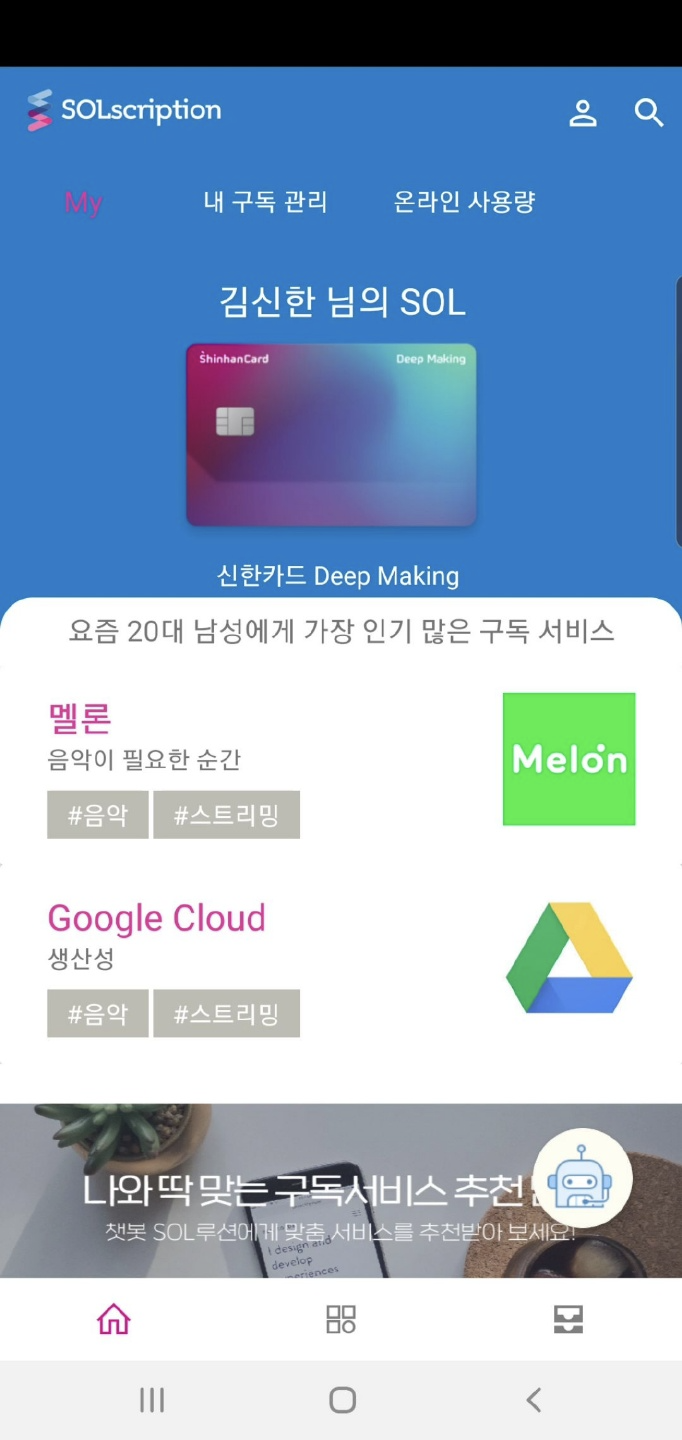 SOLscription
My 내 구독 관리 온라인 사용량
김신한 님의 SOL
ShinhanCard Deep Making
신한카드 Deep Making
요즘 20대 남성에게 가장 인기 많은 구독 서비스
멜론
음악이 필요한 순간
#음악 #스트리밍
Melon
Google Cloud
생산성
#음악 #스트리밍
나와 딱 맞는 구독서비스 추천
챗봇 SOL루션에게 맞춤 서비스를 추천받아 보세요!
I design and
develop